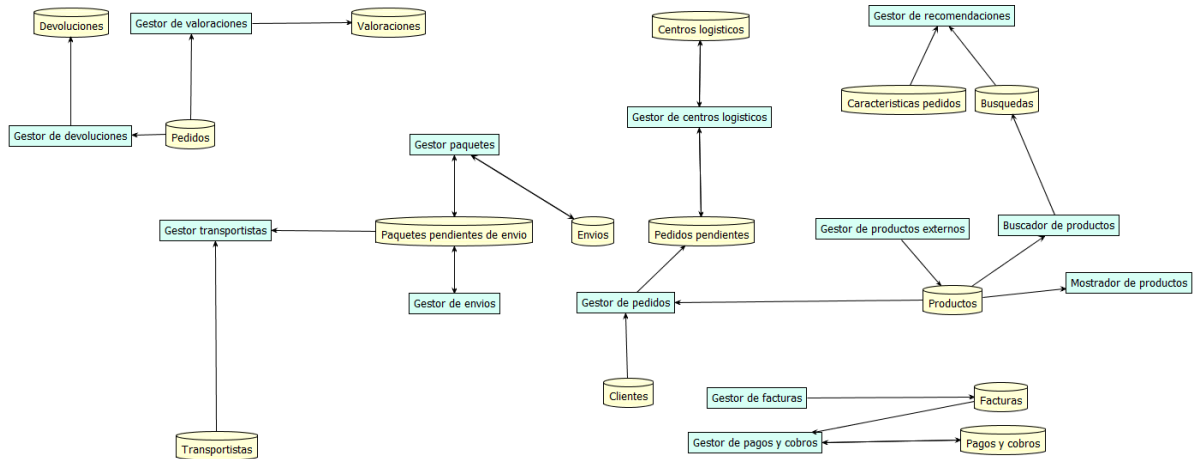 Devoluciones
Gestor de valoraciones
Valoraciones
Centros logisticos
Gestor de recomendaciones
Caracteristicas pedidos
Busquedas
Gestor de devoluciones
Pedidos
Gestor de centros logisticos
Gestor paquetes
Gestor transportistas
Paquetes pendientes de envio
Envios
Pedidos pendientes
Gestor de productos externos
Buscador de productos
Gestor de envios
Gestor de pedidos
Productos
Mostrador de productos
Clientes
Gestor de facturas
Facturas
Transportistas
Gestor de pagos y cobros
Pagos y cobros